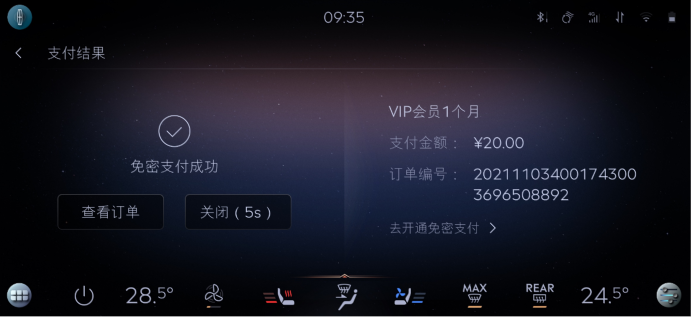 09:35
4G
支付结果
免密支付成功
查看订单
关闭（5s）
VIP会员1个月
支付金额： ¥20.00
订单编号： 20211103400174300
3696508892
去开通免密支付
28.5°
MAX
REAR
24.5°